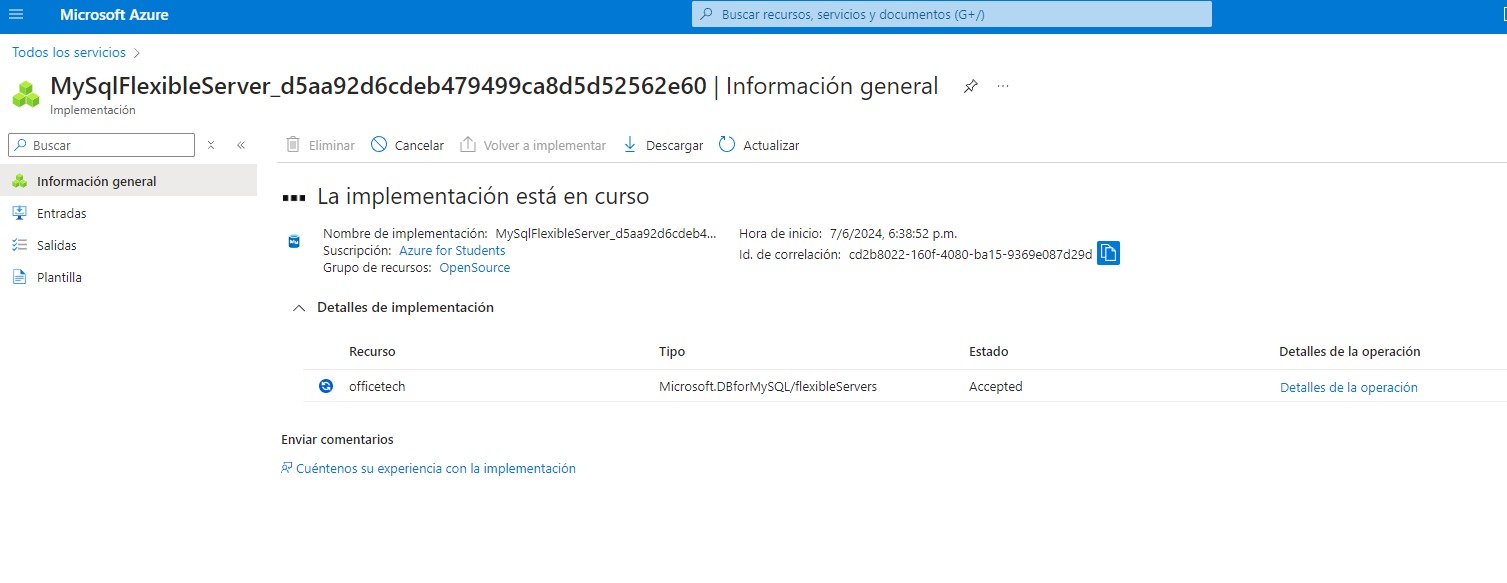 Microsoft Azure
Buscar recursos, servicios y documentos (G+/)
Todos los servicios
MySqlFlexibleServer_d5aa92d6cdeb479499ca8d5d52562e60 | Información general
Implementación
Buscar
Eliminar
Cancelar
Volver a implementar
Descargar
Actualizar
Información general
Entradas
Salidas
Plantilla
La implementación está en curso
Nombre de implementación: MySqlFlexibleServer_d5aa92d6cdeb4...
Suscripción: Azure for Students
Grupo de recursos: OpenSource
Hora de inicio: 7/6/2024, 6:38:52 p.m.
Id. de correlación: cd2b8022-160f-4080-ba15-9369e087d29d
Detalles de implementación
Recurso Tipo Estado Detalles de la operación
officetech Microsoft.DBforMySQL/flexibleServers Accepted Detalles de la operación
Enviar comentarios
Cuéntenos su experiencia con la implementación